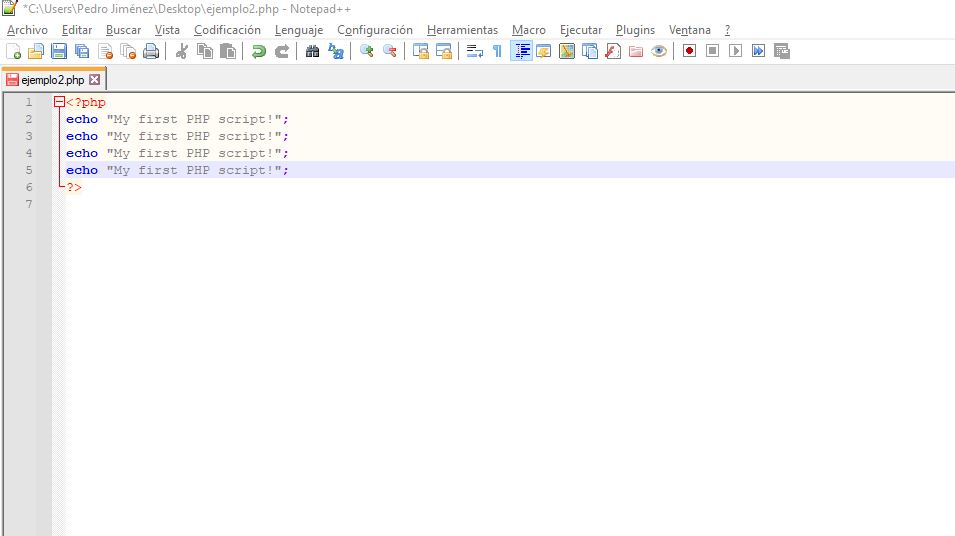 *C:\Users\Pedro Jiménez\Desktop\ejemplo2.php - Notepad++
Archivo Editar Buscar Vista Codificación Lenguaje Configuración Herramientas Macro Ejecutar Plugins Ventana ?
ejemplo2.php
1 <?php
2 echo "My first PHP script!";
3 echo "My first PHP script!";
4 echo "My first PHP script!";
5 echo "My first PHP script!";
6 ?>
7